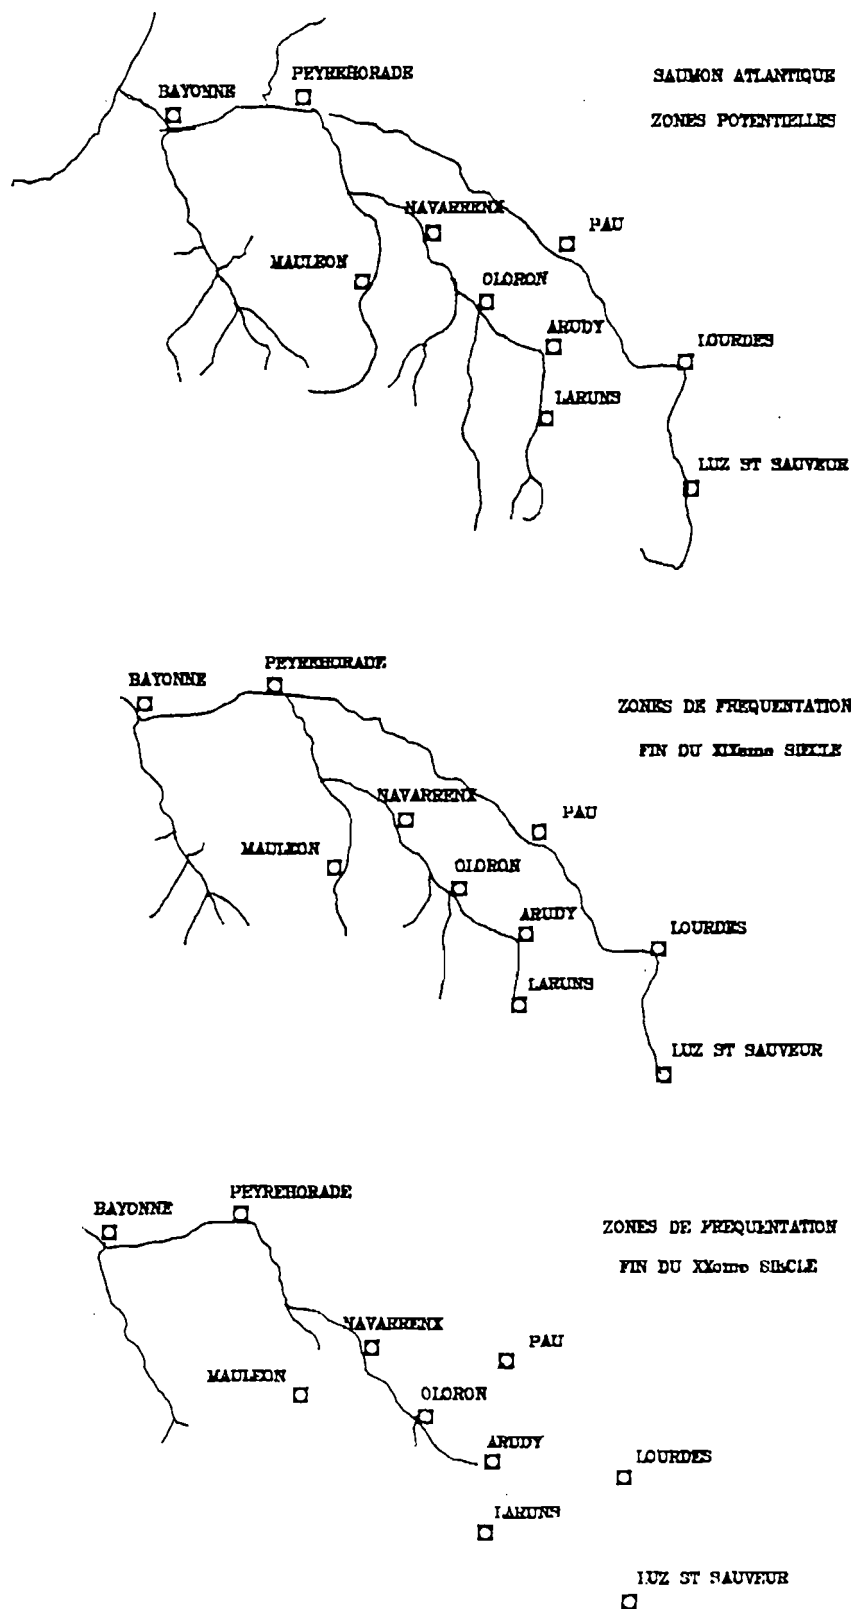 SAUMON ATLANTIQUE
ZONES POTENTIELLES
BAYONNE
PEYREHORADE
NAVARRENX
PAU
MAULEON
OLORON
ARUDY
LOURDES
LARUNS
LUZ ST SAUVEUR
ZONES DE FREQUENTATION
FIN DU XIXeme SIECLE
BAYONNE
PEYREHORADE
NAVARRENX
PAU
MAULEON
OLORON
ARUDY
LOURDES
LARUNS
LUZ ST SAUVEUR
ZONES DE FREQUENTATION
FIN DU XXeme SIECLE
BAYONNE
PEYREHORADE
NAVARRENX
PAU
MAULEON
OLORON
ARUDY
LOURDES
LARUNS
LUZ ST SAUVEUR